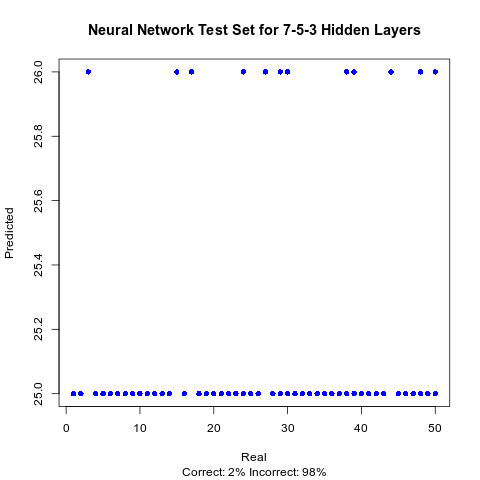 Neural Network Test Set for 7-5-3 Hidden Layers
Predicted
26.0
25.8
25.6
25.4
25.2
25.0
0 10 20 30 40 50
Real
Correct: 2% Incorrect: 98%